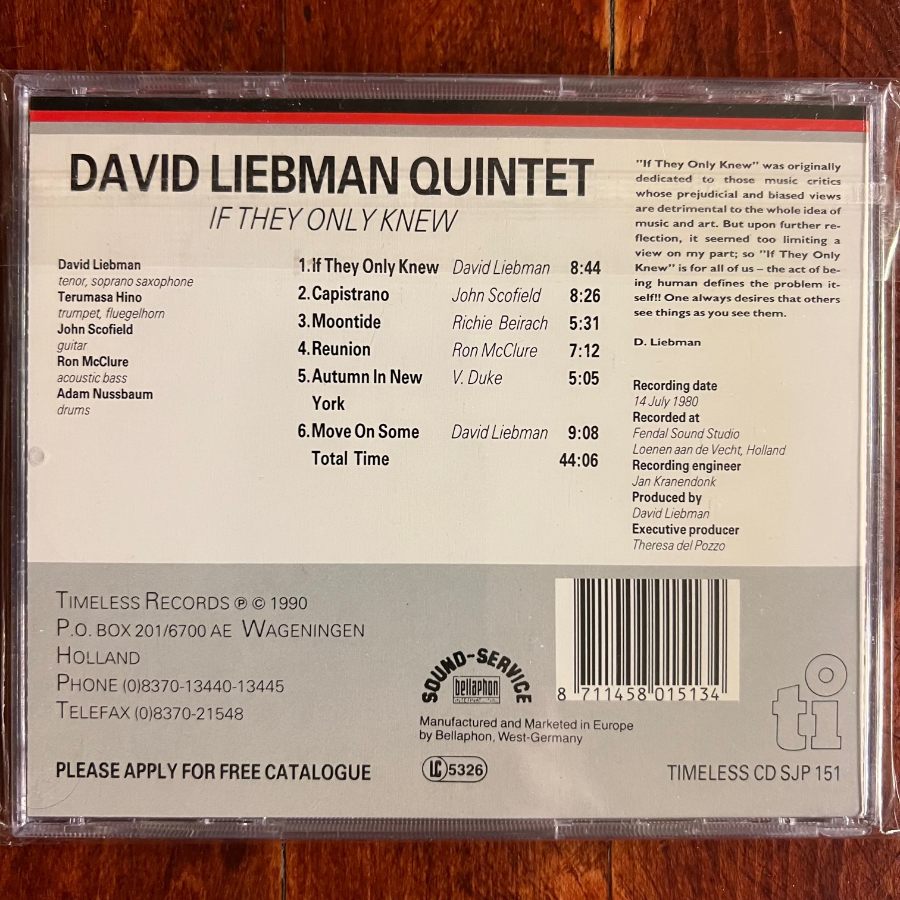 DAVID LIEBMAN QUINTET
IF THEY ONLY KNEW
David Liebman
tenor, soprano saxophone
Terumasa Hino
trumpet, fluegelhorn
John Scofield
guitar
Ron McClure
acoustic bass
Adam Nussbaum
drums
1. If They Only Knew David Liebman 8:44
2. Capistrano John Scofield 8:26
3. Moontide Richie Beirach 5:31
4. Reunion Ron McClure 7:12
5. Autumn In New V. Duke 5:05
York
6. Move On Some David Liebman 9:08
Total Time 44:06
"If They Only Knew" was originally
dedicated to those music critics
whose prejudicial and biased views
are detrimental to the whole idea of
music and art. But upon further re-
flection, it seemed too limiting a
view on my part; so "If They Only
Knew" is for all of us – the act of be-
ing human defines the problem it-
self!! One always desires that others
see things as you see them.
D. Liebman
Recording date
14 July 1980
Recorded at
Fendal Sound Studio
Loenen aan de Vecht, Holland
Recording engineer
Jan Kranendonk
Produced by
David Liebman
Executive producer
Theresa del Pozzo
TIMELESS RECORDS ℗ © 1990
P.O. BOX 201/6700 AE WAGENINGEN
HOLLAND
PHONE (0)8370-13440-13445
TELEFAX (0)8370-21548
PLEASE APPLY FOR FREE CATALOGUE
SOUND-SERVICE
bellaphon
Manufactured and Marketed in Europe
by Bellaphon, West-Germany
LC 5326
8 711458 015134
ti
TIMELESS CD SJP 151